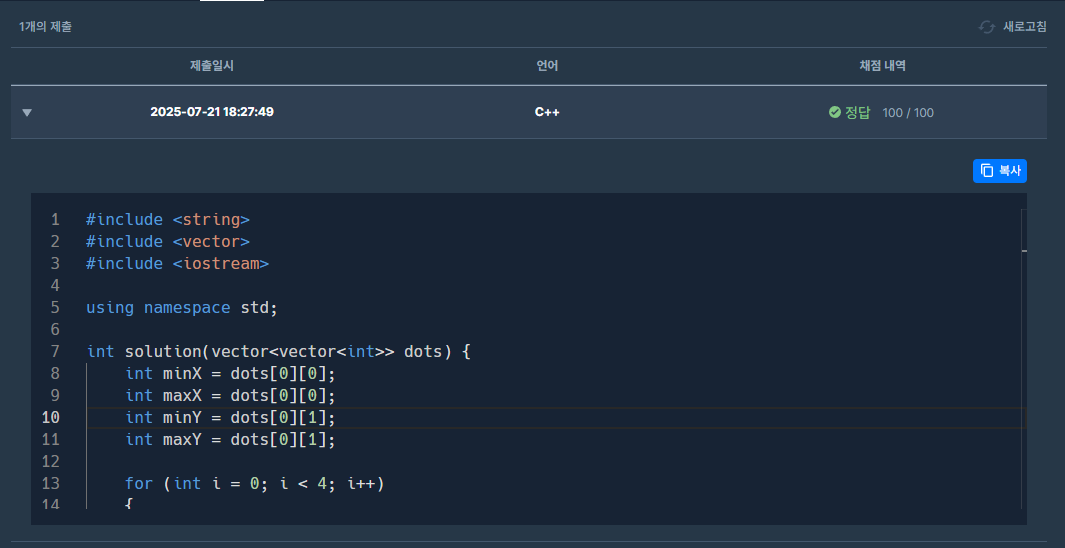 1개의 제출
새로고침
제출일시 언어 채점 내역
2025-07-21 18:27:49 C++ 정답 100 / 100
복사
1 #include <string>
2 #include <vector>
3 #include <iostream>
4
5 using namespace std;
6
7 int solution(vector<vector<int>> dots) {
8     int minX = dots[0][0];
9     int maxX = dots[0][0];
10     int minY = dots[0][1];
11     int maxY = dots[0][1];
12
13     for (int i = 0; i < 4; i++)
14     {